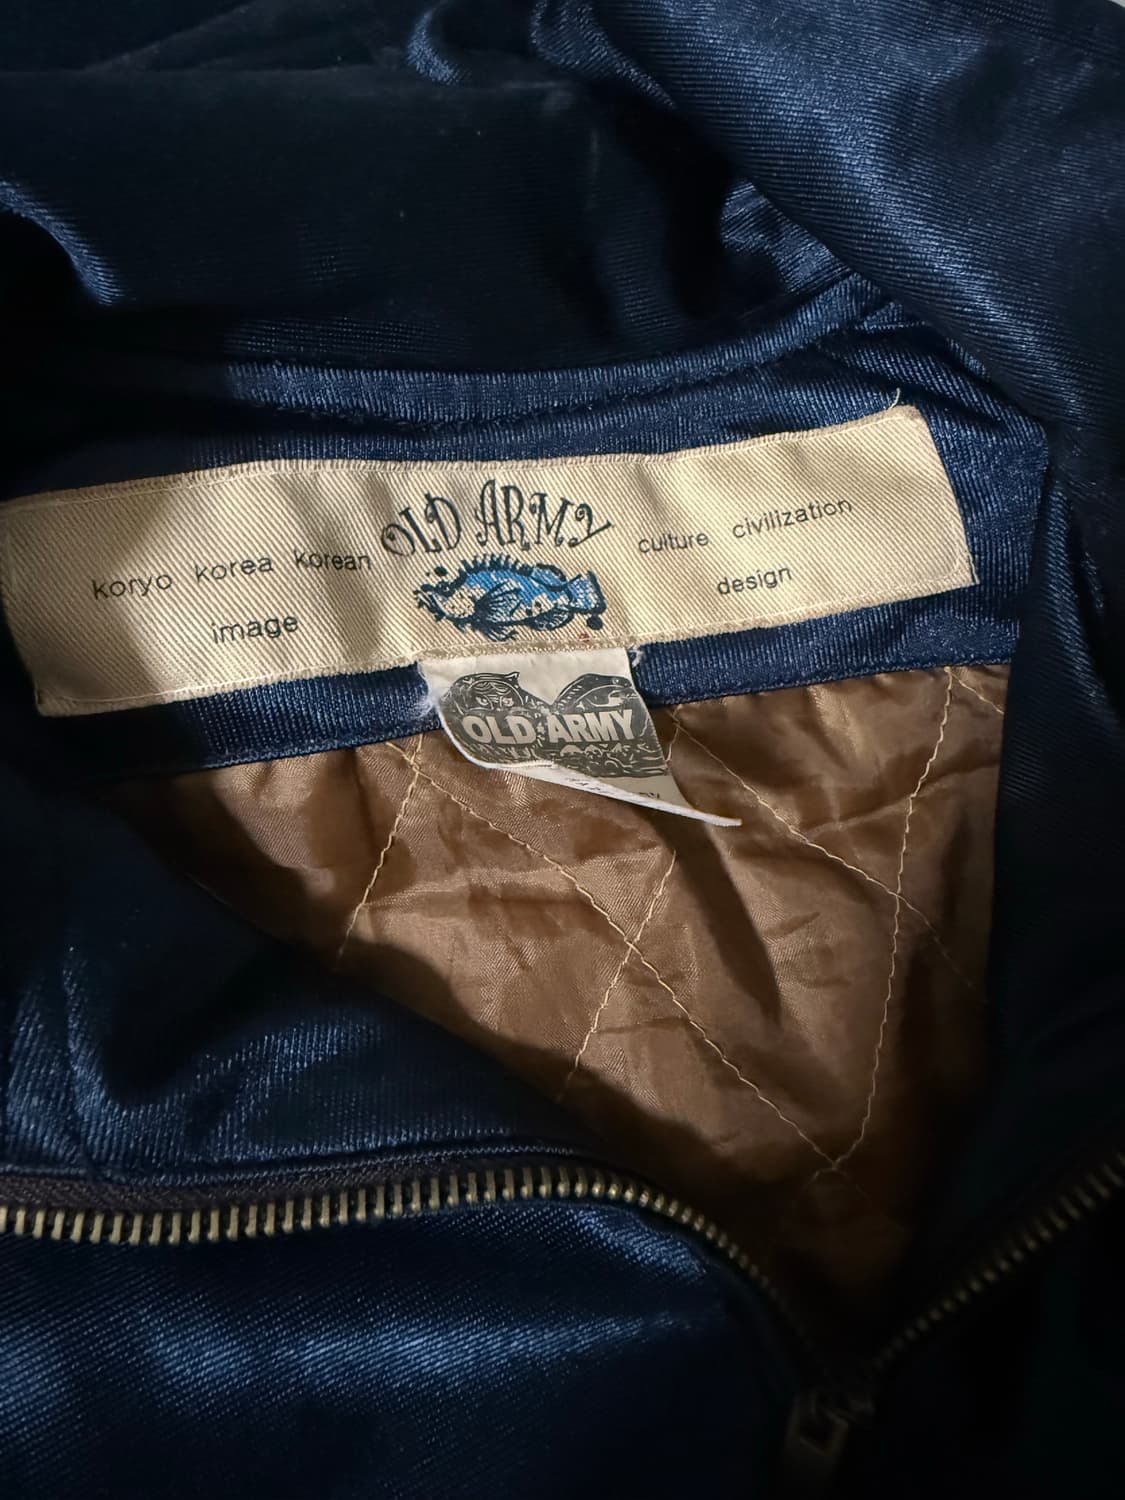 OLD ARMY
koryo korea korean
culture civilization
image
design
OLD ARMY